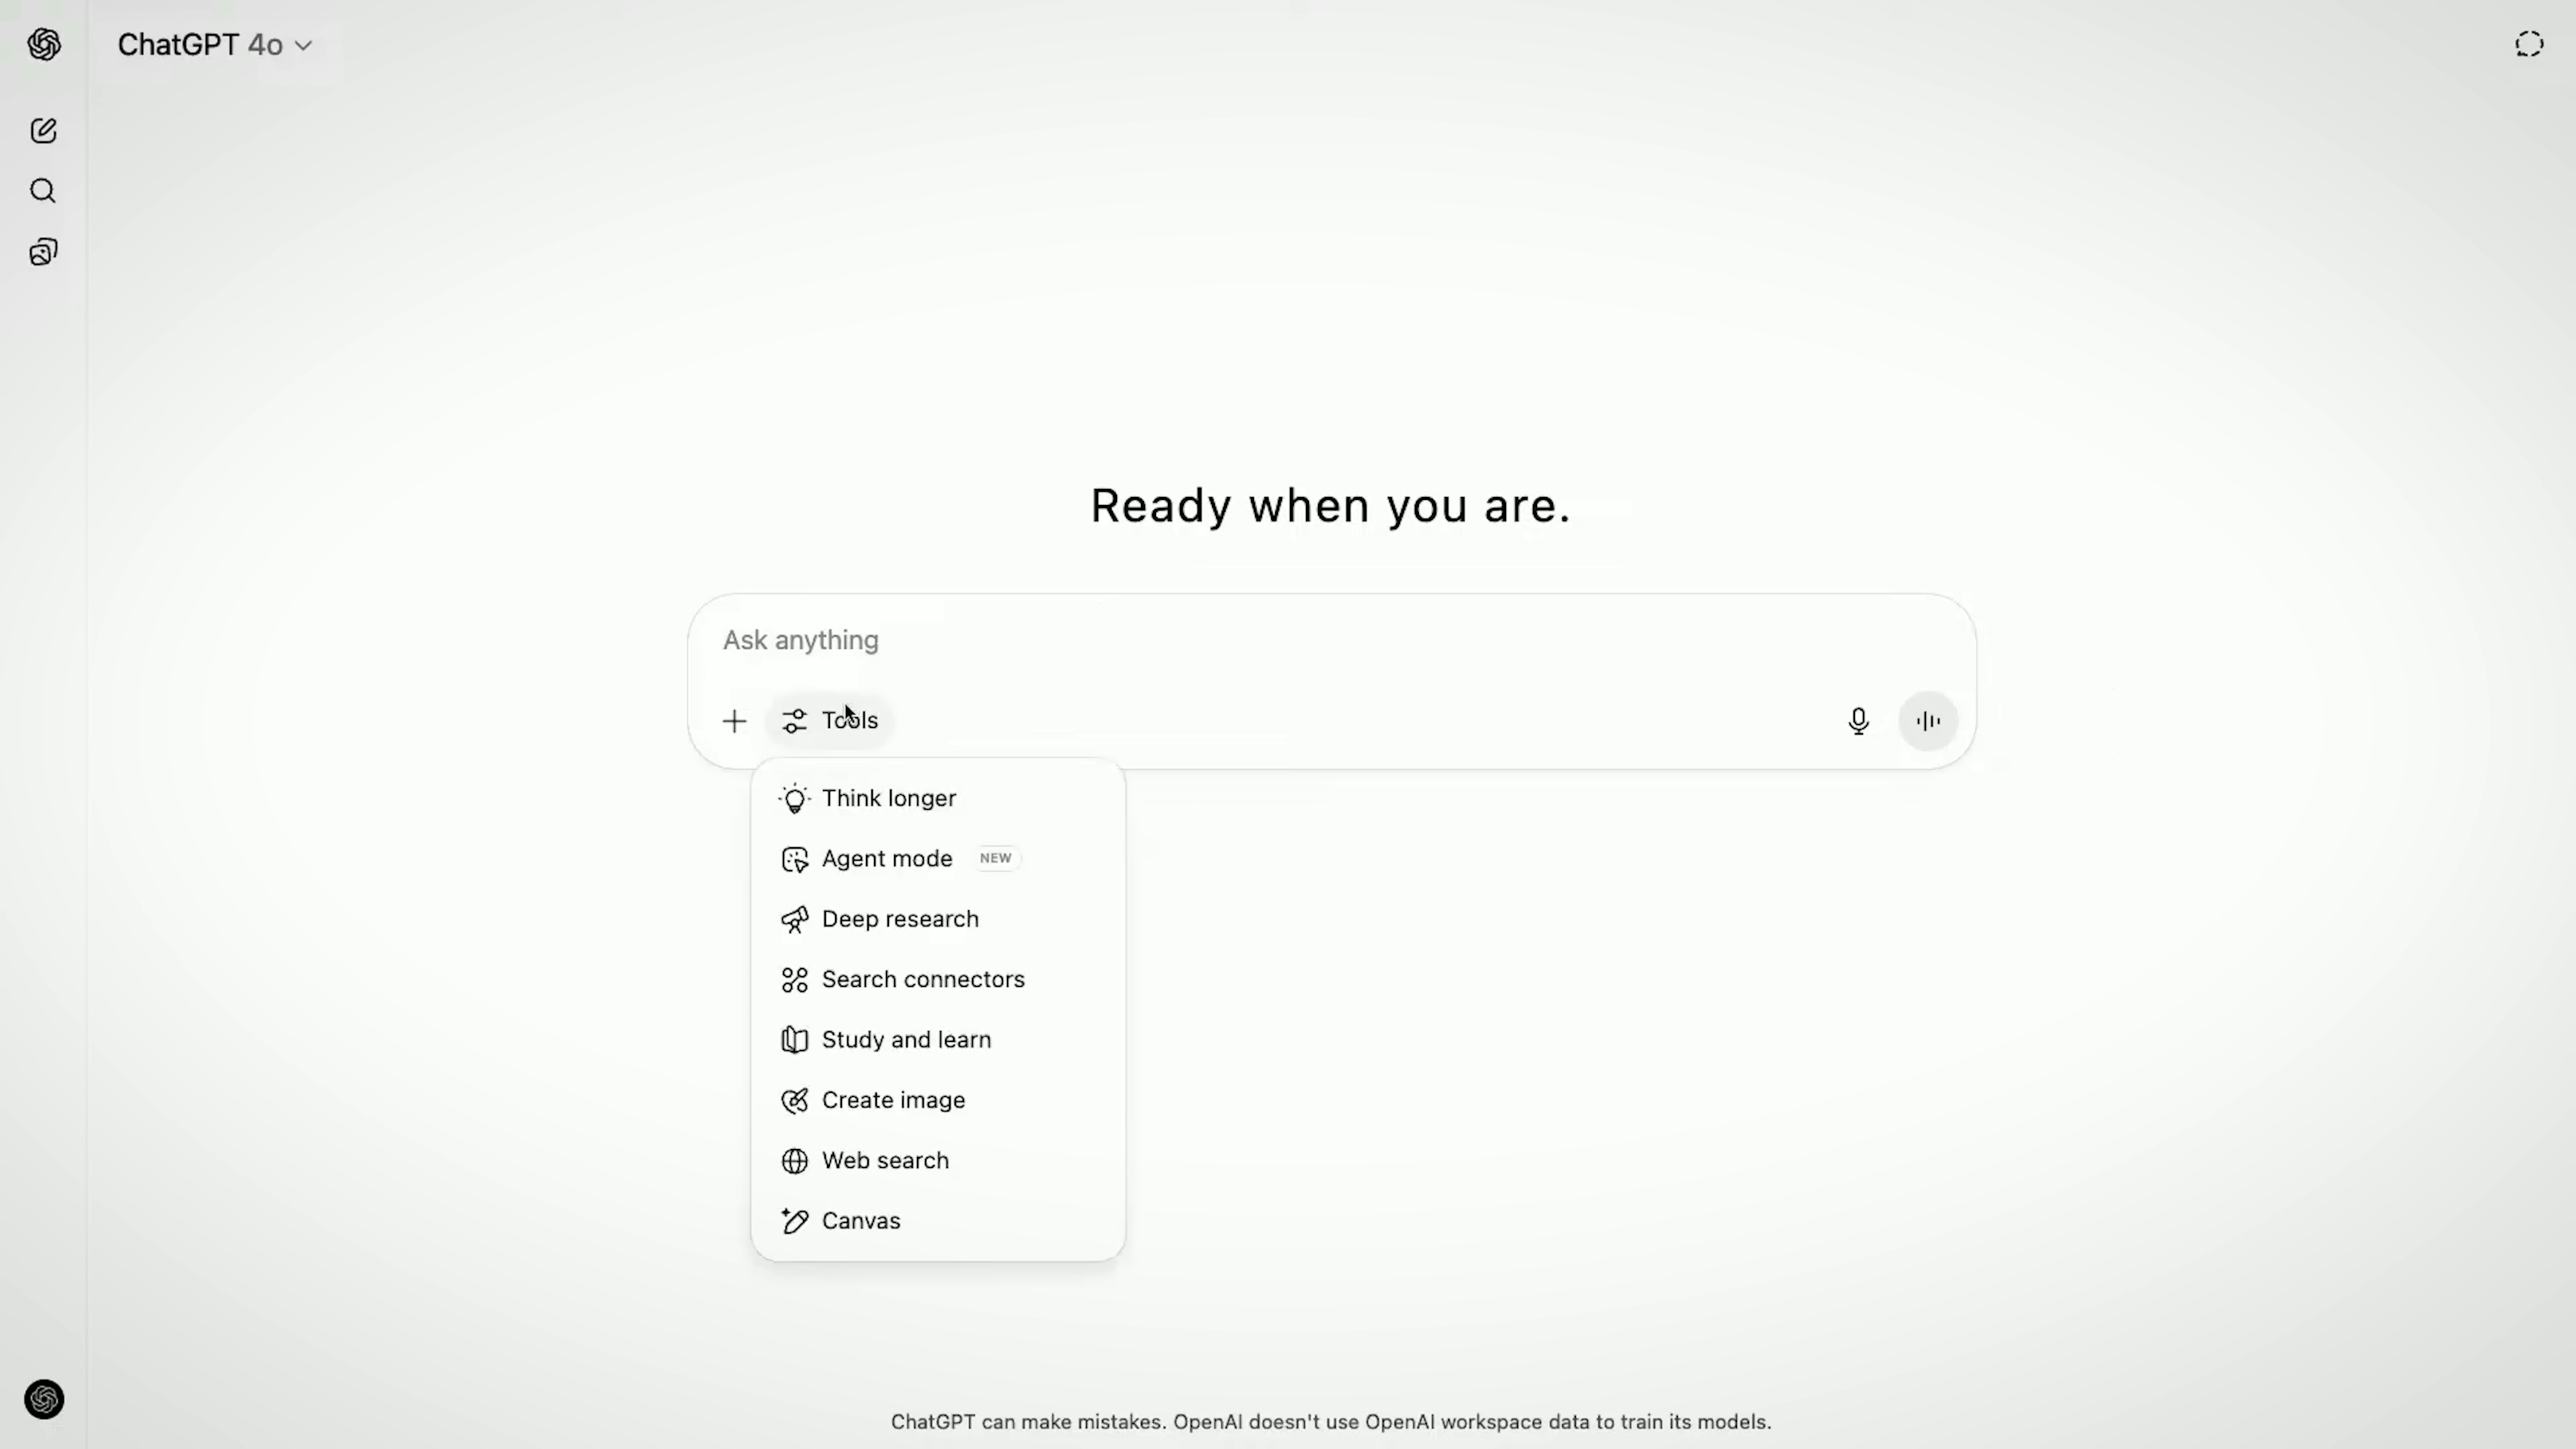 ChatGPT 4o
Ready when you are.
Ask anything
Tools
Think longer
Agent mode NEW
Deep research
Search connectors
Study and learn
Create image
Web search
Canvas
ChatGPT can make mistakes. OpenAI doesn't use OpenAI workspace data to train its models.